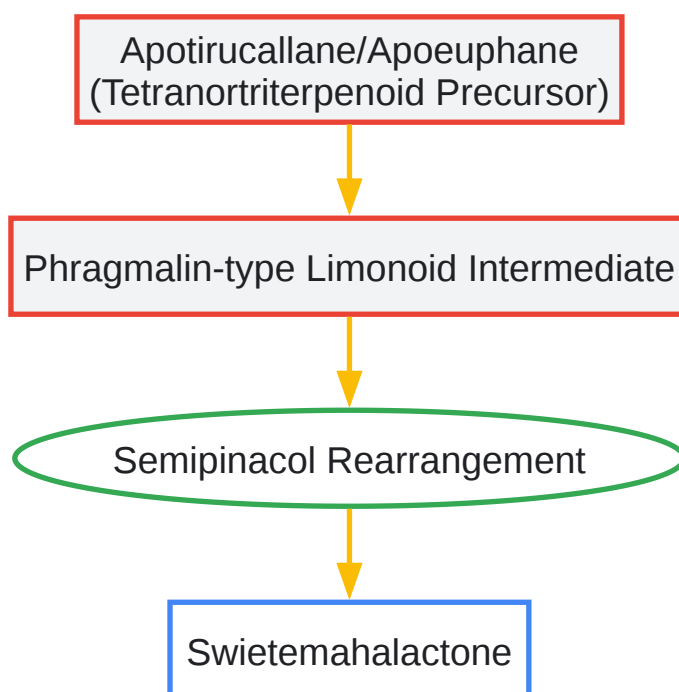 Apotirucallane/Apoeuphane
(Tetranortriterpenoid Precursor)
Phragmalin-type Limonoid Intermediate
Semipinacol Rearrangement
Swietemahalactone